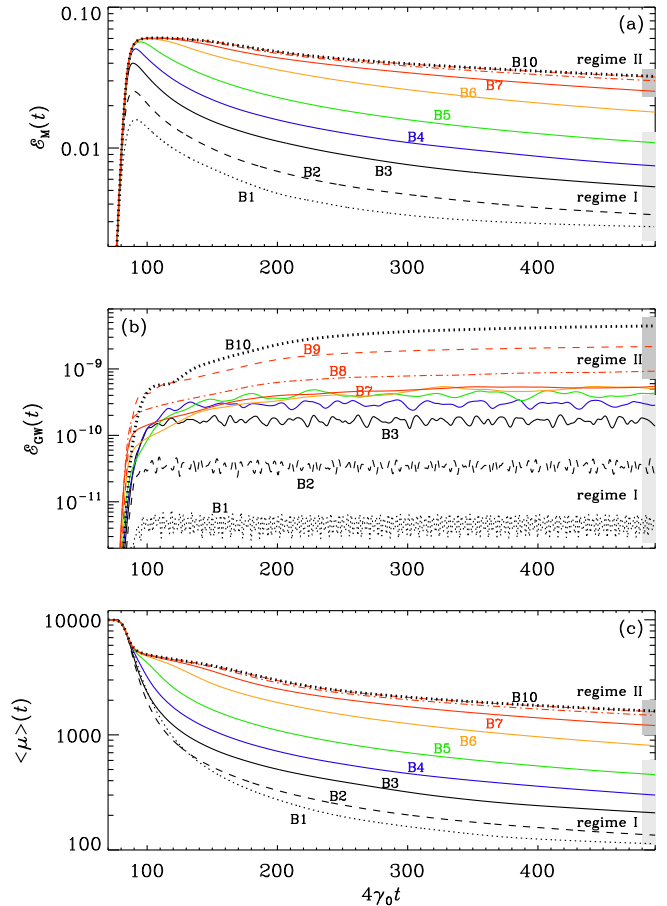 (a)
0.10
0.01
ℰ_M(t)
B10
regime II
B7
B6
B5
B4
B3
B2
B1
regime I
100 200 300 400
(b)
10^-9
10^-10
10^-11
ℰ_GW(t)
B10
B9
regime II
B8
B7
B3
B2
B1
regime I
100 200 300 400
(c)
10000
1000
100
<μ>(t)
regime II
B10
B7
B6
B5
B4
B3
B2
B1
regime I
100 200 300 400
4γ_0 t